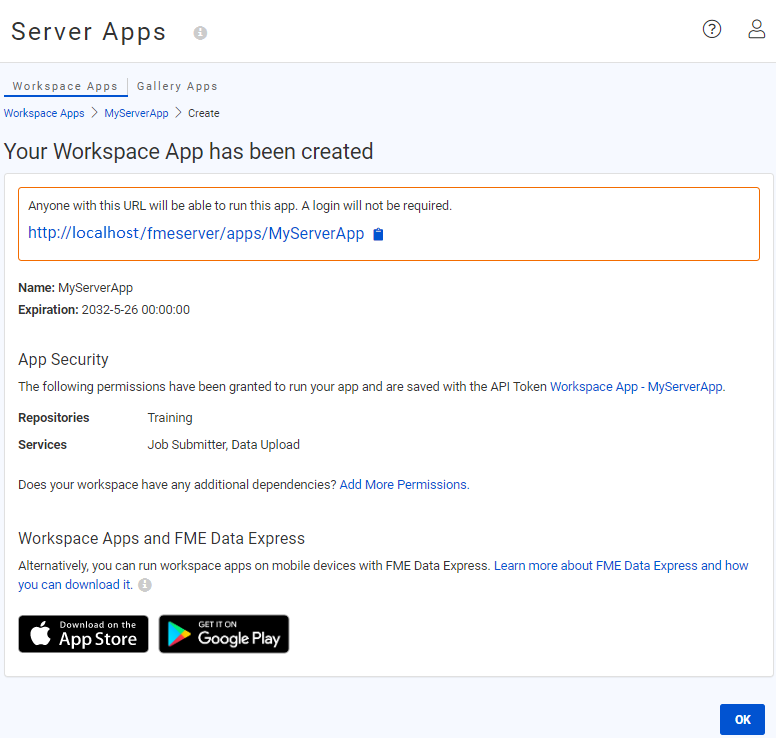 Server Apps
Workspace Apps
Gallery Apps
Workspace Apps > MyServerApp > Create
Your Workspace App has been created
Anyone with this URL will be able to run this app. A login will not be required.
http://localhost/fmeserver/apps/MyServerApp
Name: MyServerApp
Expiration: 2032-5-26 00:00:00
App Security
The following permissions have been granted to run your app and are saved with the API Token Workspace App - MyServerApp.
Repositories Training
Services Job Submitter, Data Upload
Does your workspace have any additional dependencies? Add More Permissions.
Workspace Apps and FME Data Express
Alternatively, you can run workspace apps on mobile devices with FME Data Express. Learn more about FME Data Express and how
you can download it.
Download on the
App Store
GET IT ON
Google Play
OK